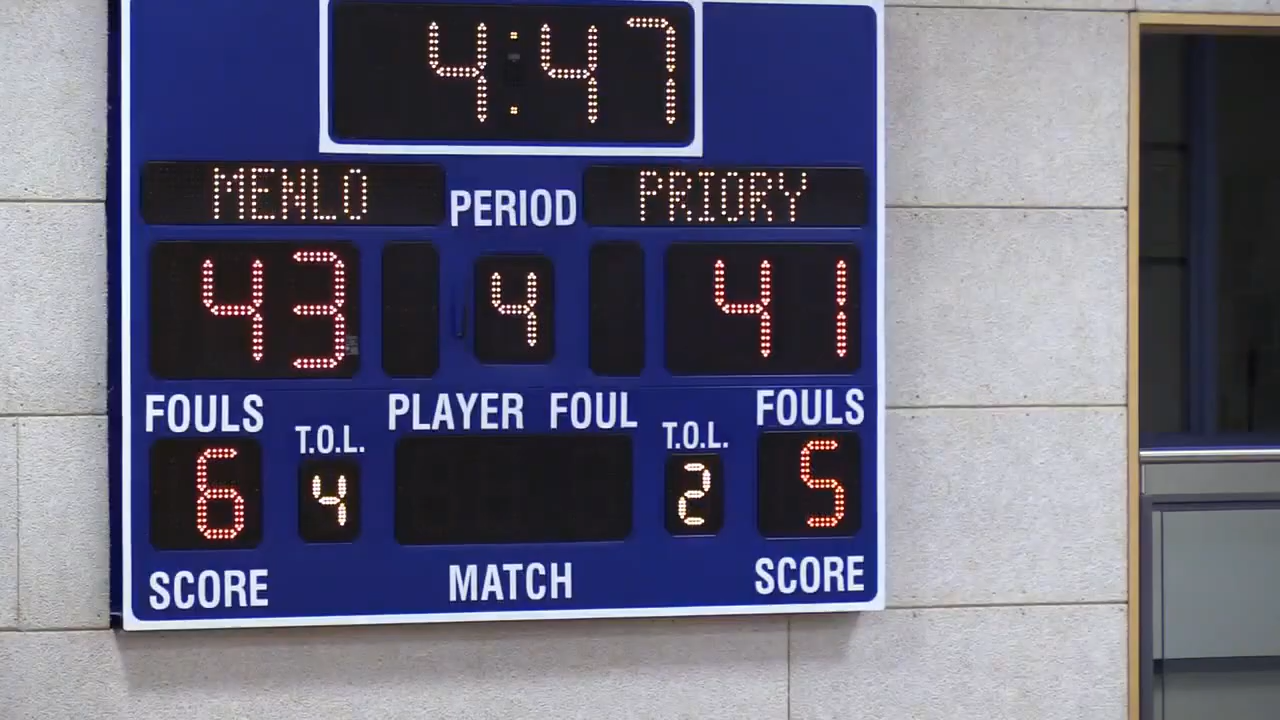 4:47
MENLO PERIOD PRIORY
43 4 41
FOULS PLAYER FOUL FOULS
T.O.L. T.O.L.
6 4 2 5
SCORE MATCH SCORE